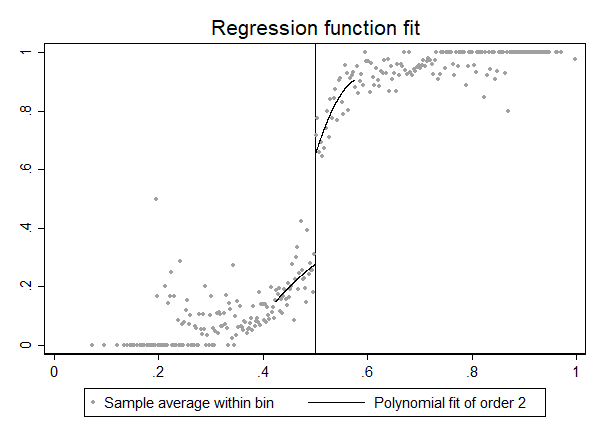 Regression function fit
1
.8
.6
.4
.2
0
0 .2 .4 .6 .8 1
Sample average within bin Polynomial fit of order 2